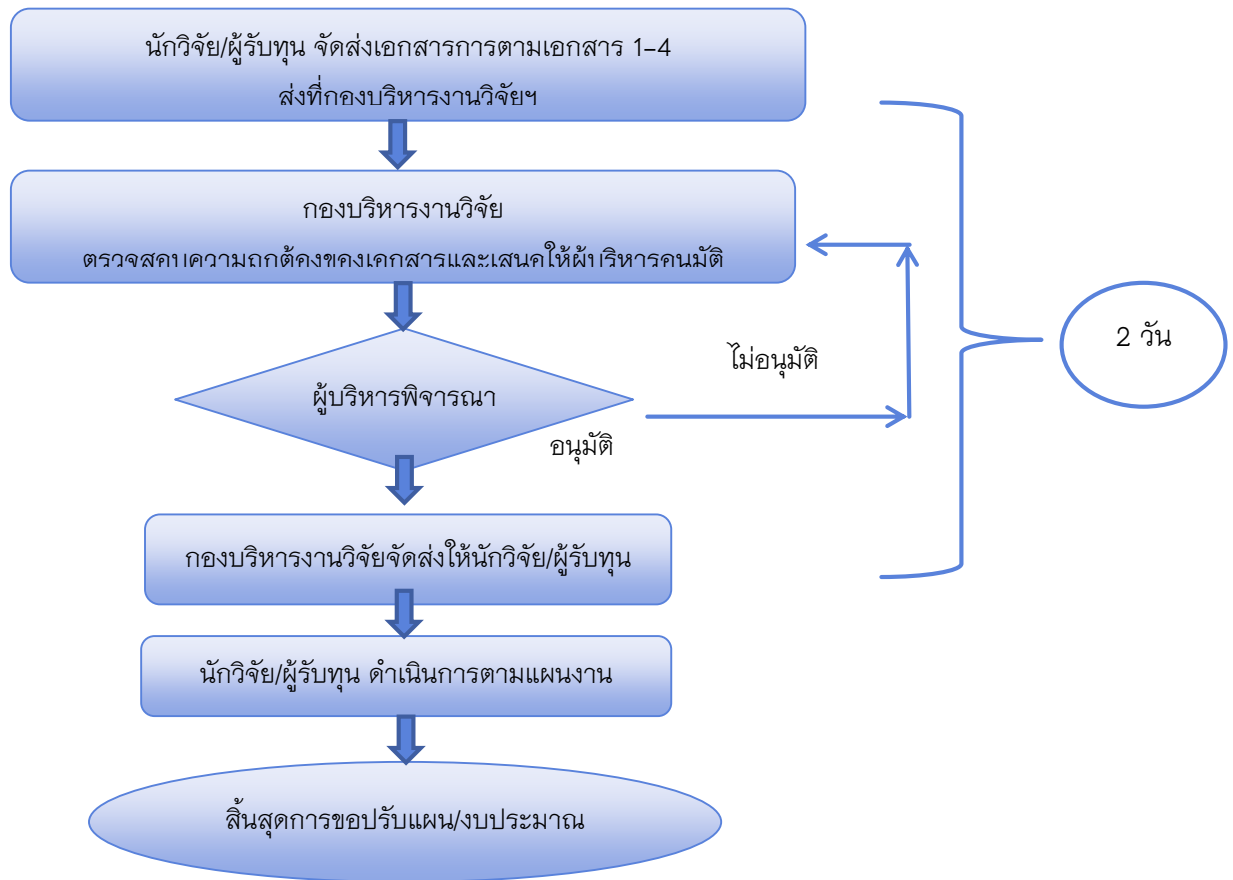 นักวิจัย/ผู้รับทุน จัดส่งเอกสารการตามเอกสาร 1-4
ส่งที่กองบริหารงานวิจัยฯ
กองบริหารงานวิจัย
ตรวจสอบความถูกต้องของเอกสารและเสนอให้ผู้บริหารอนุมัติ
2 วัน
ไม่อนุมัติ
ผู้บริหารพิจารณา
อนุมัติ
กองบริหารงานวิจัยจัดส่งให้นักวิจัย/ผู้รับทุน
นักวิจัย/ผู้รับทุน ดำเนินการตามแผนงาน
สิ้นสุดการขอปรับแผน/งบประมาณ